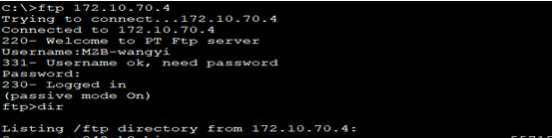 C:\>ftp 172.10.70.4
Trying to connect...172.10.70.4
Connected to 172.10.70.4
220- Welcome to PT Ftp server
Username:MZB-wangyi
331- Username ok, need password
Password:
230- Logged in
(passive mode On)
ftp>dir
Listing /ftp directory from 172.10.70.4: